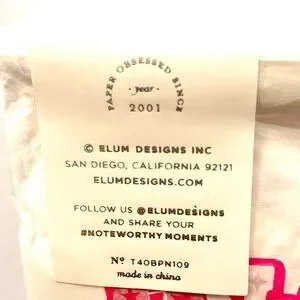 PAPER OBSESSED SINCE
- year -
2001
© ELUM DESIGNS INC
SAN DIEGO, CALIFORNIA 92121
ELUMDESIGNS.COM
FOLLOW US @ELUMDESIGNS
AND SHARE YOUR
#NOTEWORTHY MOMENTS
Nº T40BPN109
made in china